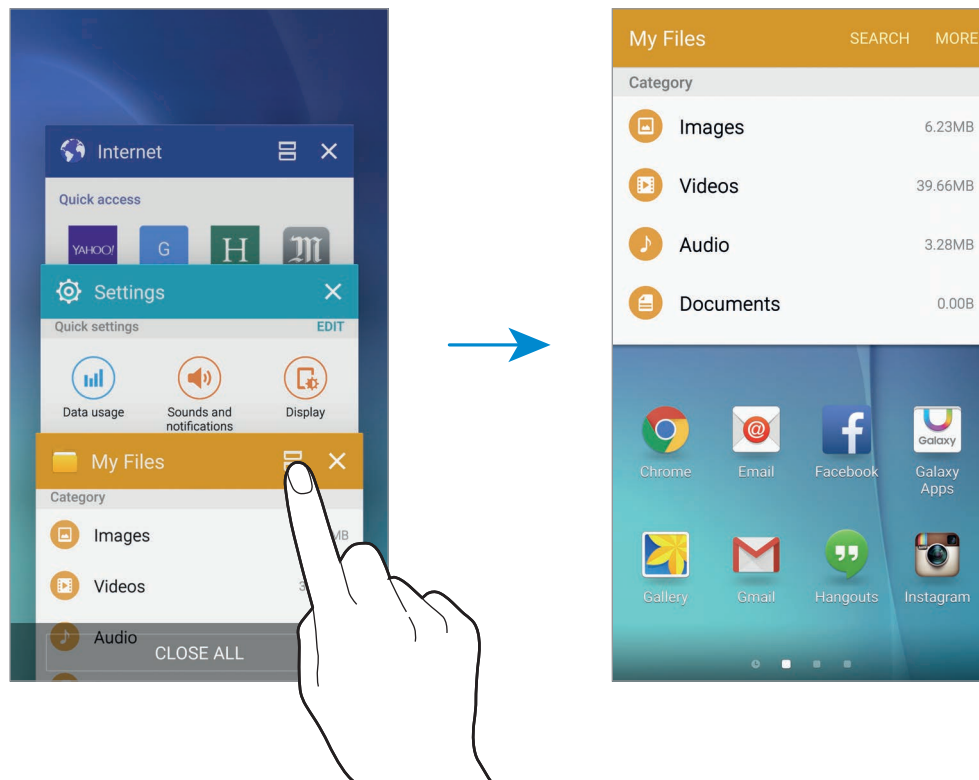 Internet
Quick access
YAHOO!
G
H
M
Settings
Quick settings EDIT
Data usage
Sounds and
notifications
Display
My Files
Category
Images MB
Videos 3
Audio
CLOSE ALL
My Files SEARCH MORE
Category
Images 6.23MB
Videos 39.66MB
Audio 3.28MB
Documents 0.00B
Galaxy
Chrome Email Facebook Galaxy
Apps
Gallery Gmail Hangouts Instagram